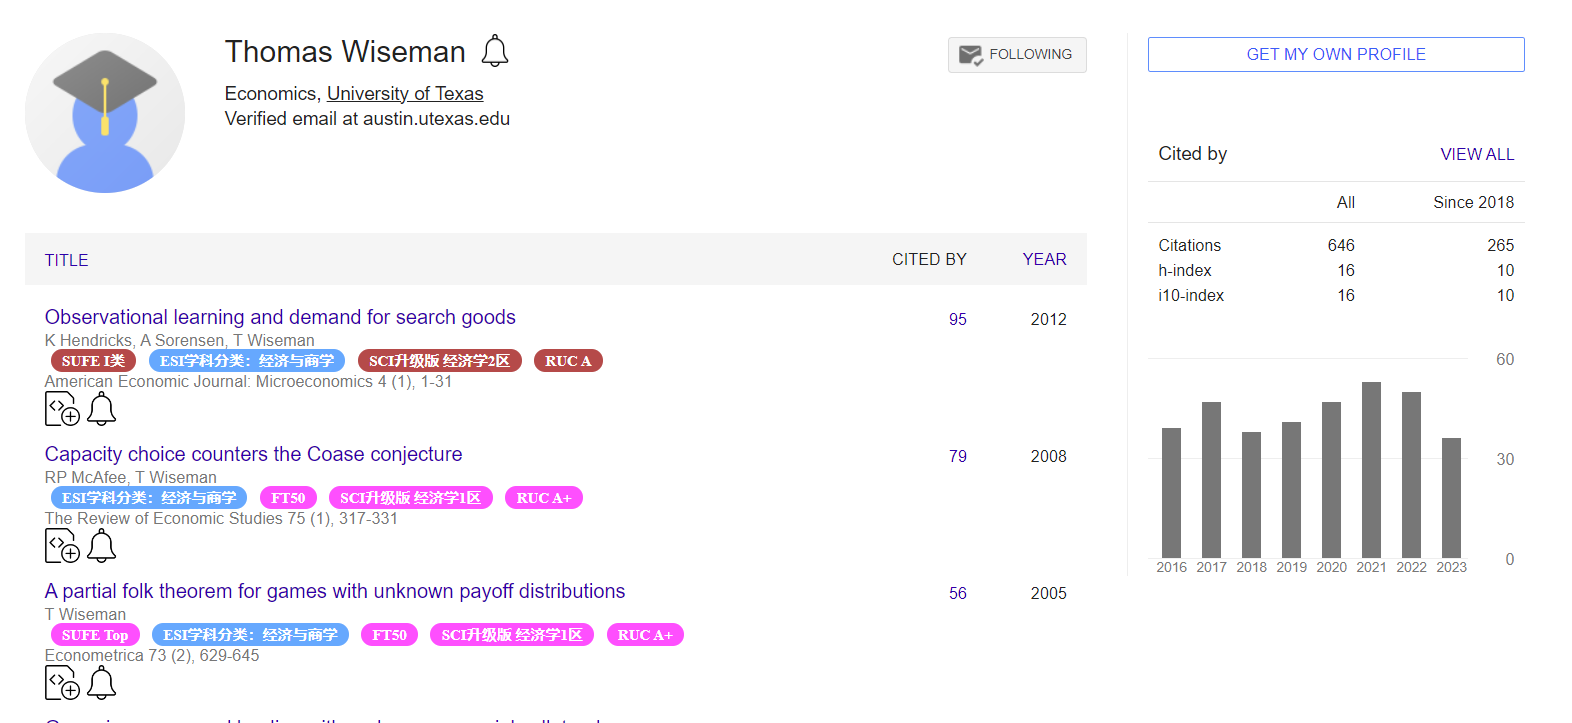 Thomas Wiseman
FOLLOWING
Economics, University of Texas
Verified email at austin.utexas.edu
TITLE CITED BY YEAR
Observational learning and demand for search goods 95 2012
K Hendricks, A Sorensen, T Wiseman
SUFE I类 ESI学科分类：经济与商学 SCI升级版 经济学2区 RUC A
American Economic Journal: Microeconomics 4 (1), 1-31
Capacity choice counters the Coase conjecture 79 2008
RP McAfee, T Wiseman
ESI学科分类：经济与商学 FT50 SCI升级版 经济学1区 RUC A+
The Review of Economic Studies 75 (1), 317-331
A partial folk theorem for games with unknown payoff distributions 56 2005
T Wiseman
SUFE Top ESI学科分类：经济与商学 FT50 SCI升级版 经济学1区 RUC A+
Econometrica 73 (2), 629-645
GET MY OWN PROFILE
Cited by VIEW ALL
All Since 2018
Citations 646 265
h-index 16 10
i10-index 16 10
60
30
0
2016 2017 2018 2019 2020 2021 2022 2023